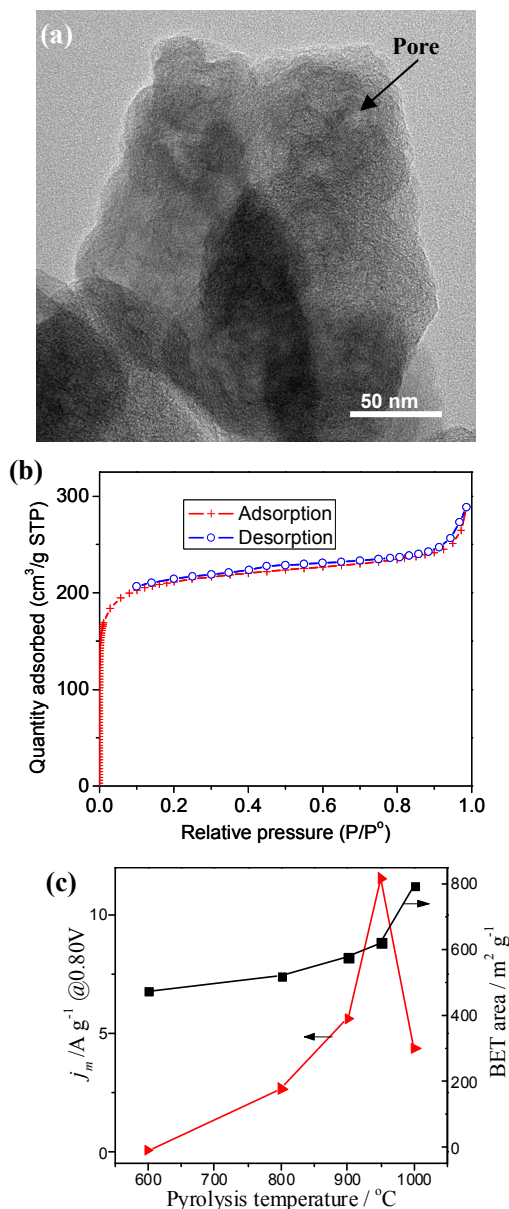 (a)
Pore
50 nm
(b)
Quantity adsorbed (cm³/g STP)
300
200
100
0
Adsorption
Desorption
0.0 0.2 0.4 0.6 0.8 1.0
Relative pressure (P/Pº)
(c)
jₘ /A g⁻¹ @0.80V
10
5
0
BET area / m² g⁻¹
800
600
400
200
0
600 700 800 900 1000
Pyrolysis temperature / ºC